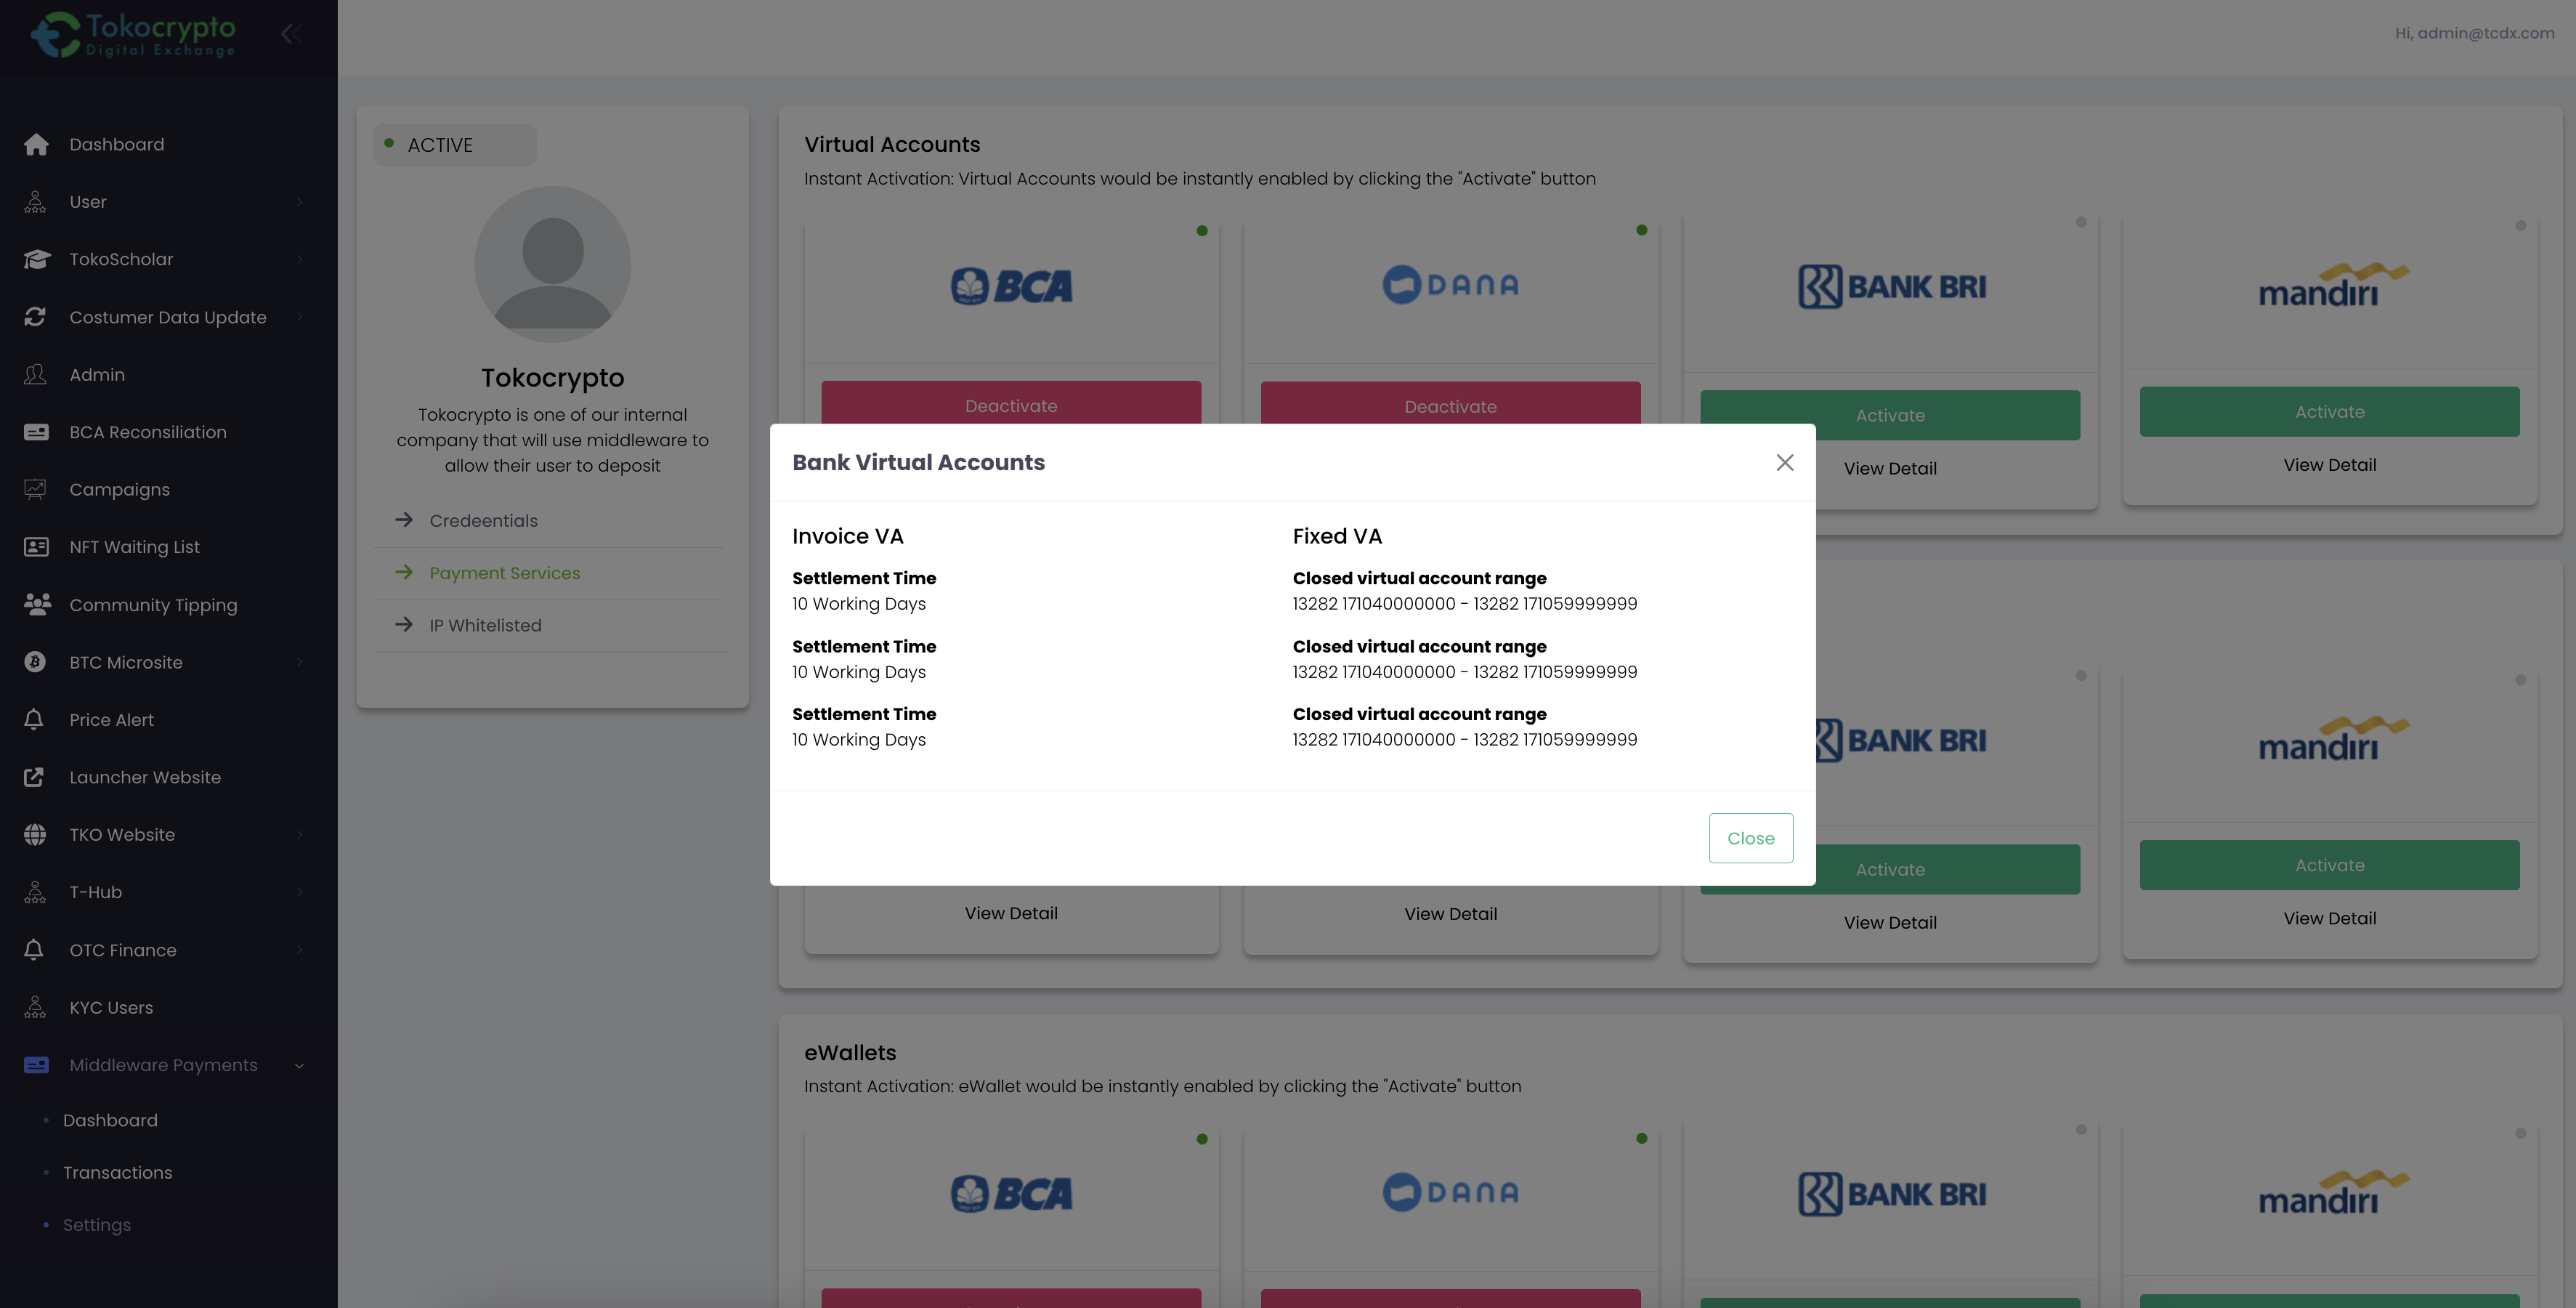 Tokocrypto
Digital Exchange
Hi, admin@tcdx.com
Dashboard
User
TokoScholar
Costumer Data Update
Admin
BCA Reconsiliation
Campaigns
NFT Waiting List
Community Tipping
BTC Microsite
Price Alert
Launcher Website
TKO Website
T-Hub
OTC Finance
KYC Users
Middleware Payments
Dashboard
Transactions
Settings
ACTIVE
Tokocrypto
Tokocrypto is one of our internal
company that will use middleware to
allow their user to deposit
Credeentials
Payment Services
IP Whitelisted
Virtual Accounts
Instant Activation: Virtual Accounts would be instantly enabled by clicking the "Activate" button
BCA
DANA
BANK BRI
mandiri
Deactivate
Deactivate
Activate
Activate
View Detail
View Detail
Bank Virtual Accounts
Invoice VA
Settlement Time
10 Working Days
Settlement Time
10 Working Days
Settlement Time
10 Working Days
Fixed VA
Closed virtual account range
13282 171040000000 - 13282 171059999999
Closed virtual account range
13282 171040000000 - 13282 171059999999
Closed virtual account range
13282 171040000000 - 13282 171059999999
Close
BANK BRI
mandiri
Activate
Activate
View Detail
View Detail
View Detail
View Detail
eWallets
Instant Activation: eWallet would be instantly enabled by clicking the "Activate" button
BCA
DANA
BANK BRI
mandiri